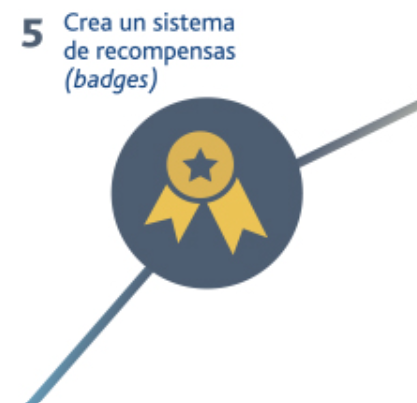 5 Crea un sistema
de recompensas
(badges)